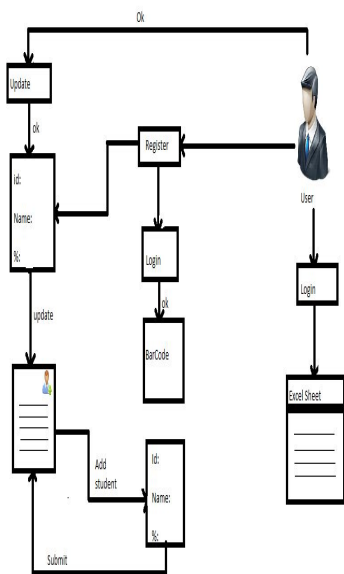 Ok
Update
ok
Register
id:
Name:
%:
User
Login
Login
ok
update
BarCode
Excel Sheet
Add
student
Id:
Name:
%:
Submit